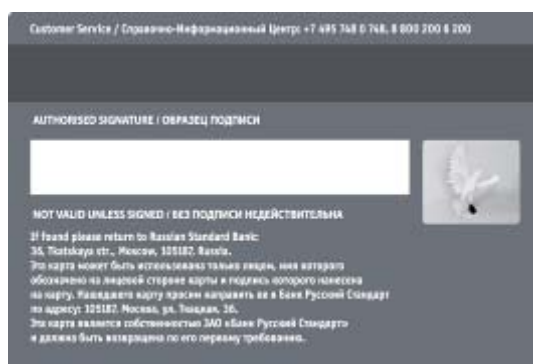 Customer Service / Справочно-Информационный Центр: +7 495 748 0 748, 8 800 200 6 200
AUTHORISED SIGNATURE / ОБРАЗЕЦ ПОДПИСИ
NOT VALID UNLESS SIGNED / БЕЗ ПОДПИСИ НЕДЕЙСТВИТЕЛЬНА
If found please return to Russian Standard Bank:
36, Tkatskaya str., Moscow, 105187, Russia.
Эта карта может быть использована только лицом, имя которого
обозначено на лицевой стороне карты и подпись которого нанесена
на карту. Нашедшего карту просим направить ее в Банк Русский Стандарт
по адресу: 105187, Москва, ул. Ткацкая, 36.
Эта карта является собственностью ЗАО «Банк Русский Стандарт»
и должна быть возвращена по его первому требованию.